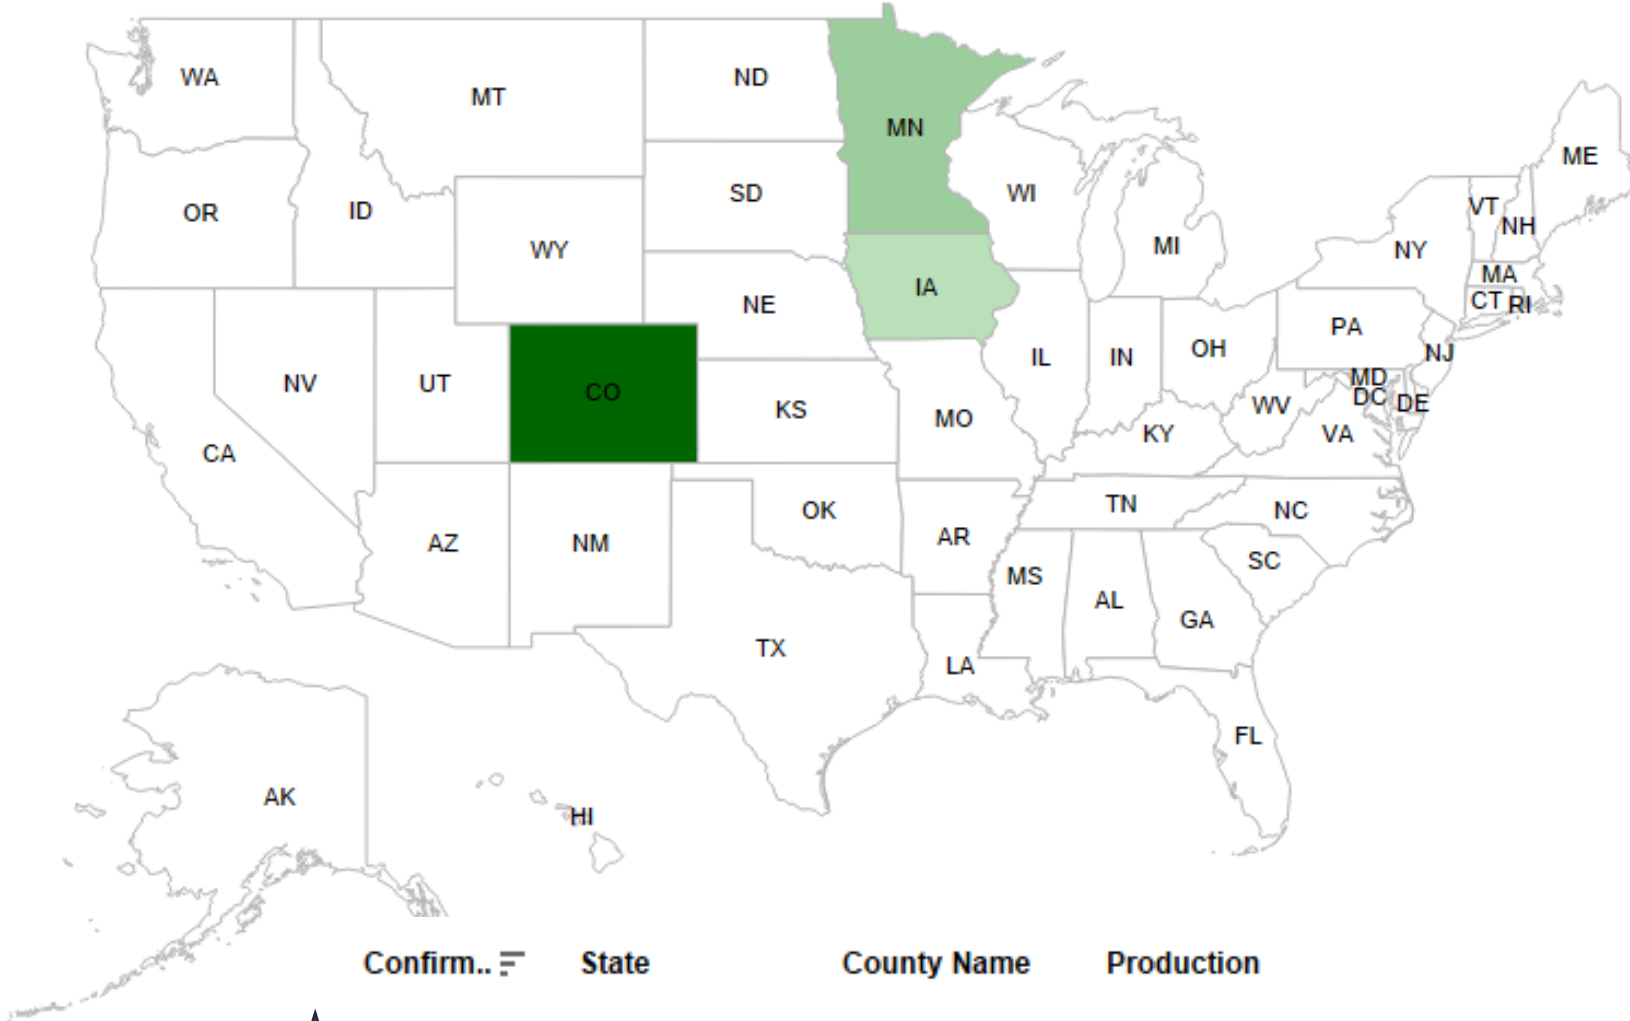 WA
MT
ND
MN
ME
OR
ID
SD
WI
VT
NH
WY
MI
NY
MA
NE
IA
CT
RI
PA
NV
UT
CO
IL
IN
OH
NJ
MD
DC
DE
KS
MO
WV
CA
KY
VA
OK
TN
NC
AZ
NM
AR
SC
MS
AL
GA
TX
LA
FL
AK
HI
Confirm.. State County Name Production